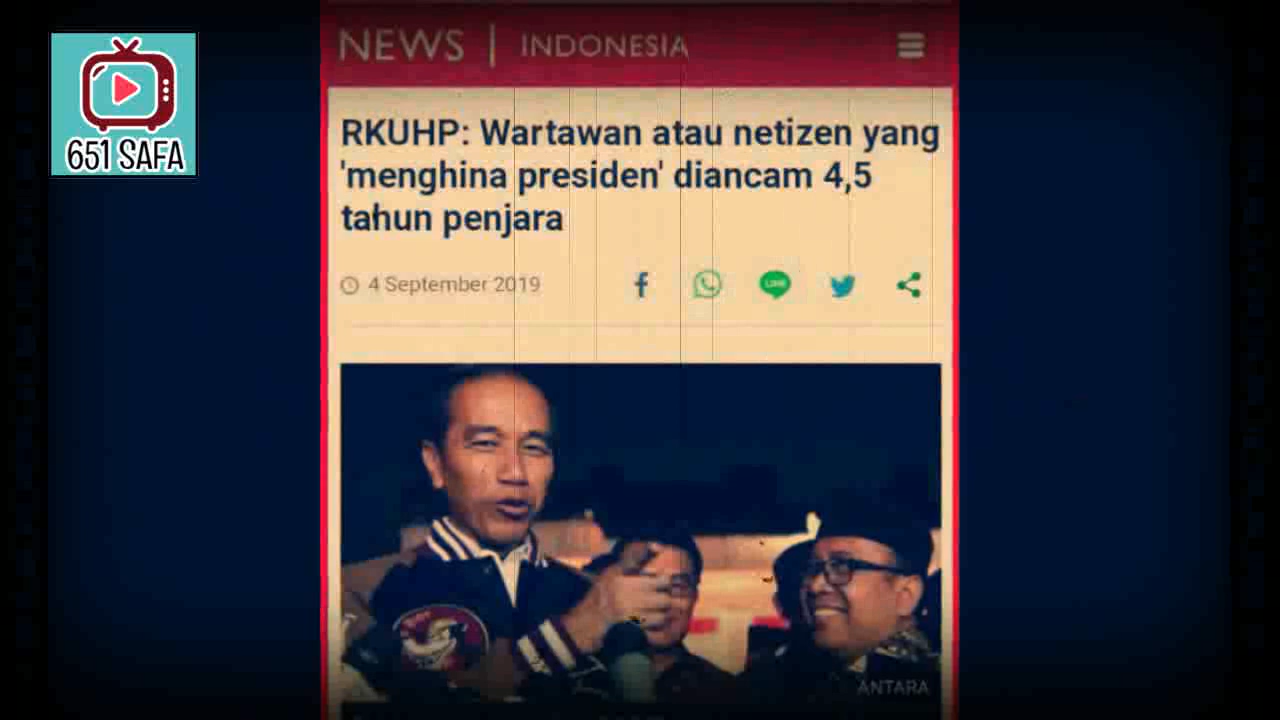 651 SAFA
NEWS | INDONESIA
RKUHP: Wartawan atau netizen yang
'menghina presiden' diancam 4,5
tahun penjara
4 September 2019
LINE
ANTARA